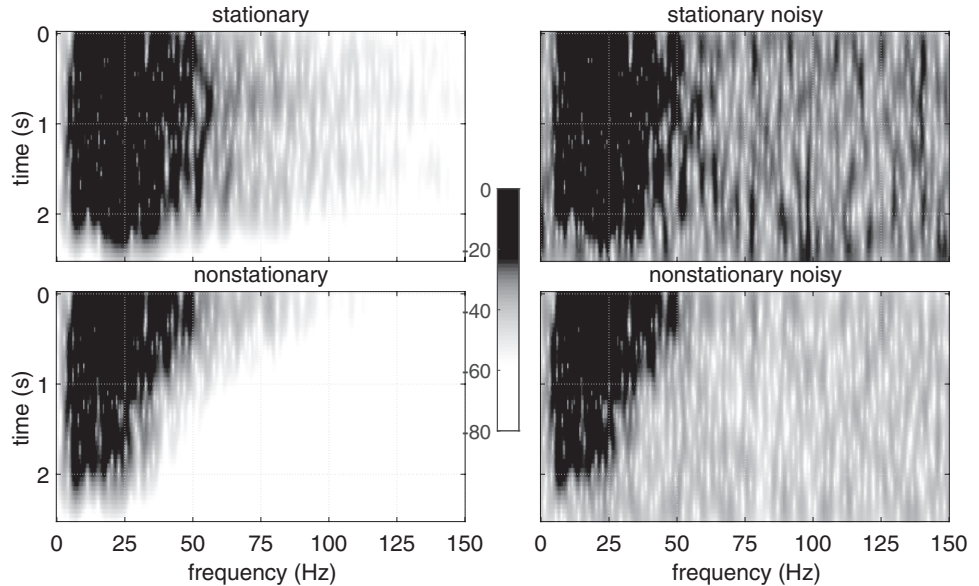 stationary
stationary noisy
0
1
2
time (s)
0
-20
-40
-60
-80
nonstationary
nonstationary noisy
0
1
2
time (s)
0 25 50 75 100 125 150
0 25 50 75 100 125 150
frequency (Hz)
frequency (Hz)